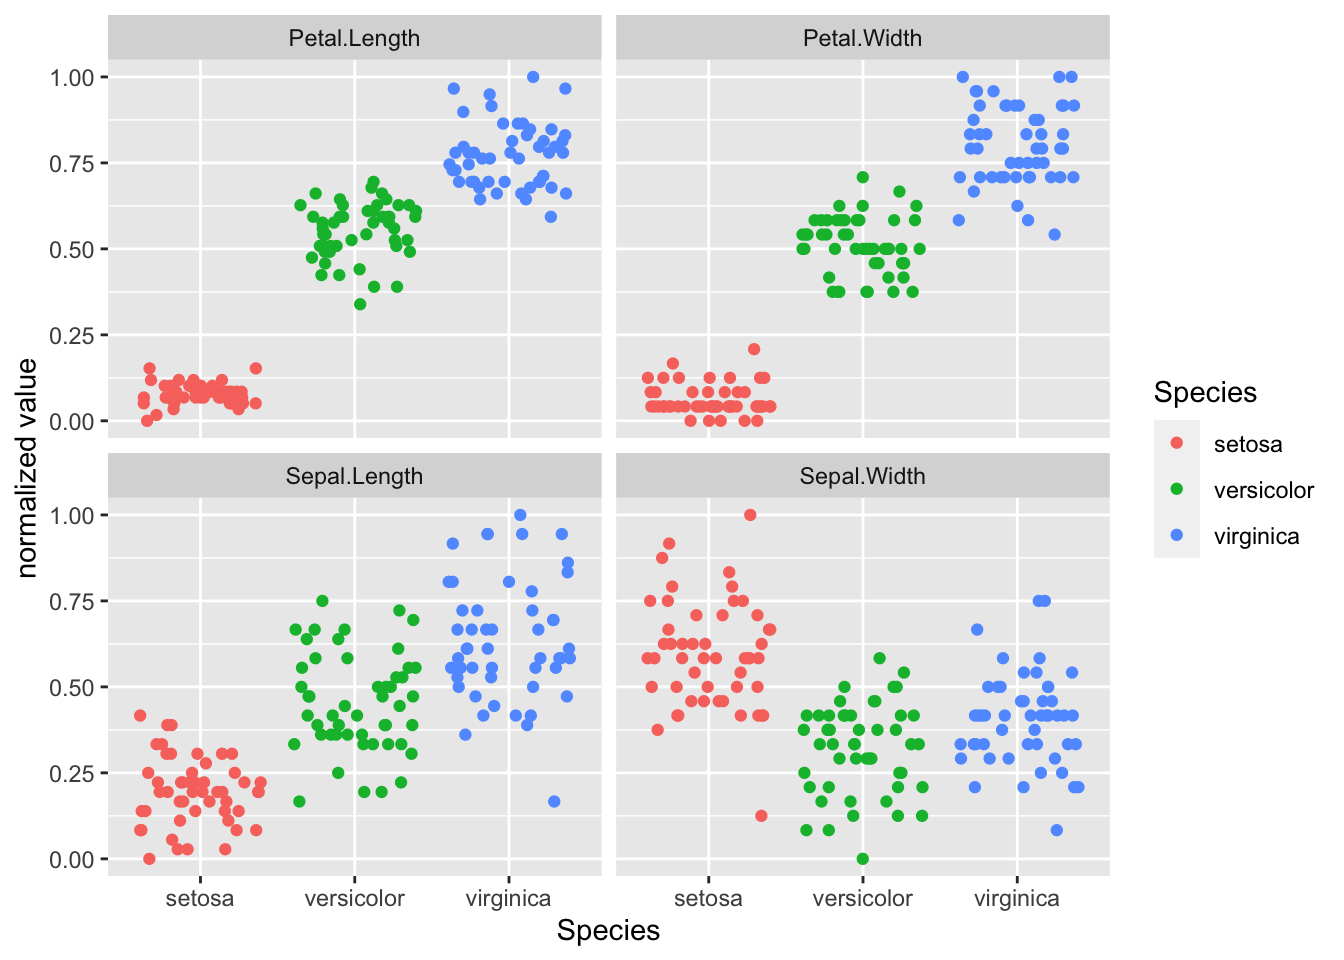 Petal.Length
Petal.Width
1.00
0.75
0.50
0.25
0.00
Sepal.Length
Sepal.Width
1.00
0.75
0.50
0.25
0.00
normalized value
setosa
versicolor
virginica
setosa
versicolor
virginica
Species
Species
setosa
versicolor
virginica